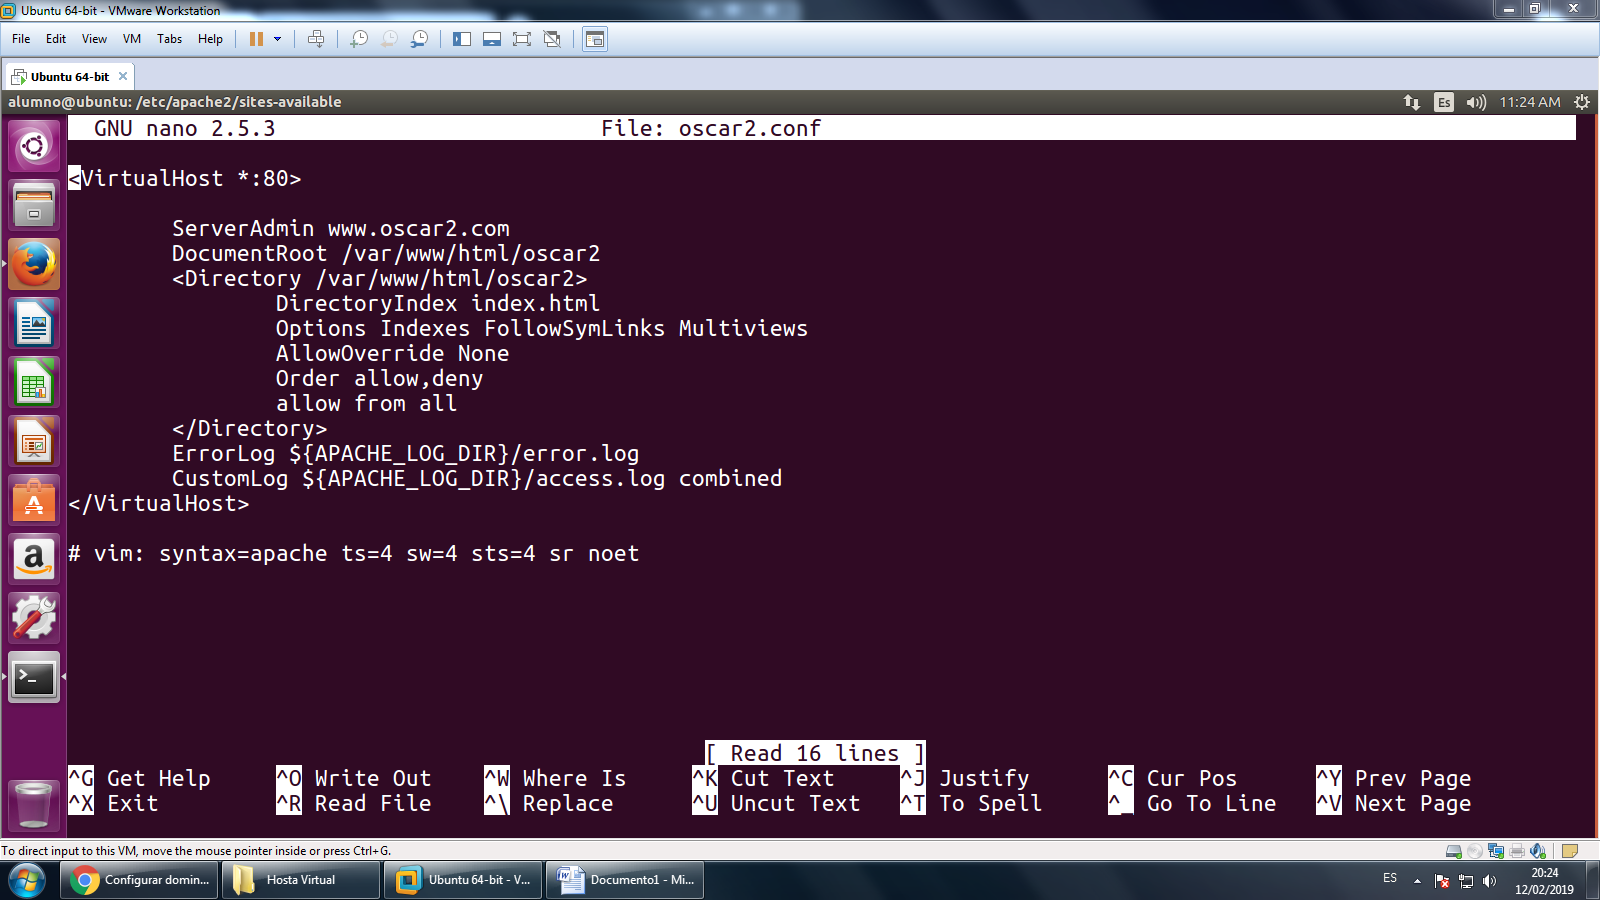 Ubuntu 64-bit - VMware Workstation
File Edit View VM Tabs Help
Ubuntu 64-bit
alumno@ubuntu: /etc/apache2/sites-available
Es 11:24 AM
GNU nano 2.5.3 File: oscar2.conf
<VirtualHost *:80>
ServerAdmin www.oscar2.com
DocumentRoot /var/www/html/oscar2
<Directory /var/www/html/oscar2>
DirectoryIndex index.html
Options Indexes FollowSymLinks Multiviews
AllowOverride None
Order allow,deny
allow from all
</Directory>
ErrorLog ${APACHE_LOG_DIR}/error.log
CustomLog ${APACHE_LOG_DIR}/access.log combined
</VirtualHost>
# vim: syntax=apache ts=4 sw=4 sts=4 sr noet
[ Read 16 lines ]
^G Get Help ^O Write Out ^W Where Is ^K Cut Text ^J Justify ^C Cur Pos ^Y Prev Page
^X Exit ^R Read File ^\ Replace ^U Uncut Text ^T To Spell ^_ Go To Line ^V Next Page
To direct input to this VM, move the mouse pointer inside or press Ctrl+G.
Configurar domin... Hosta Virtual Ubuntu 64-bit - V... Documento1 - Mi... ES 20:24
12/02/2019